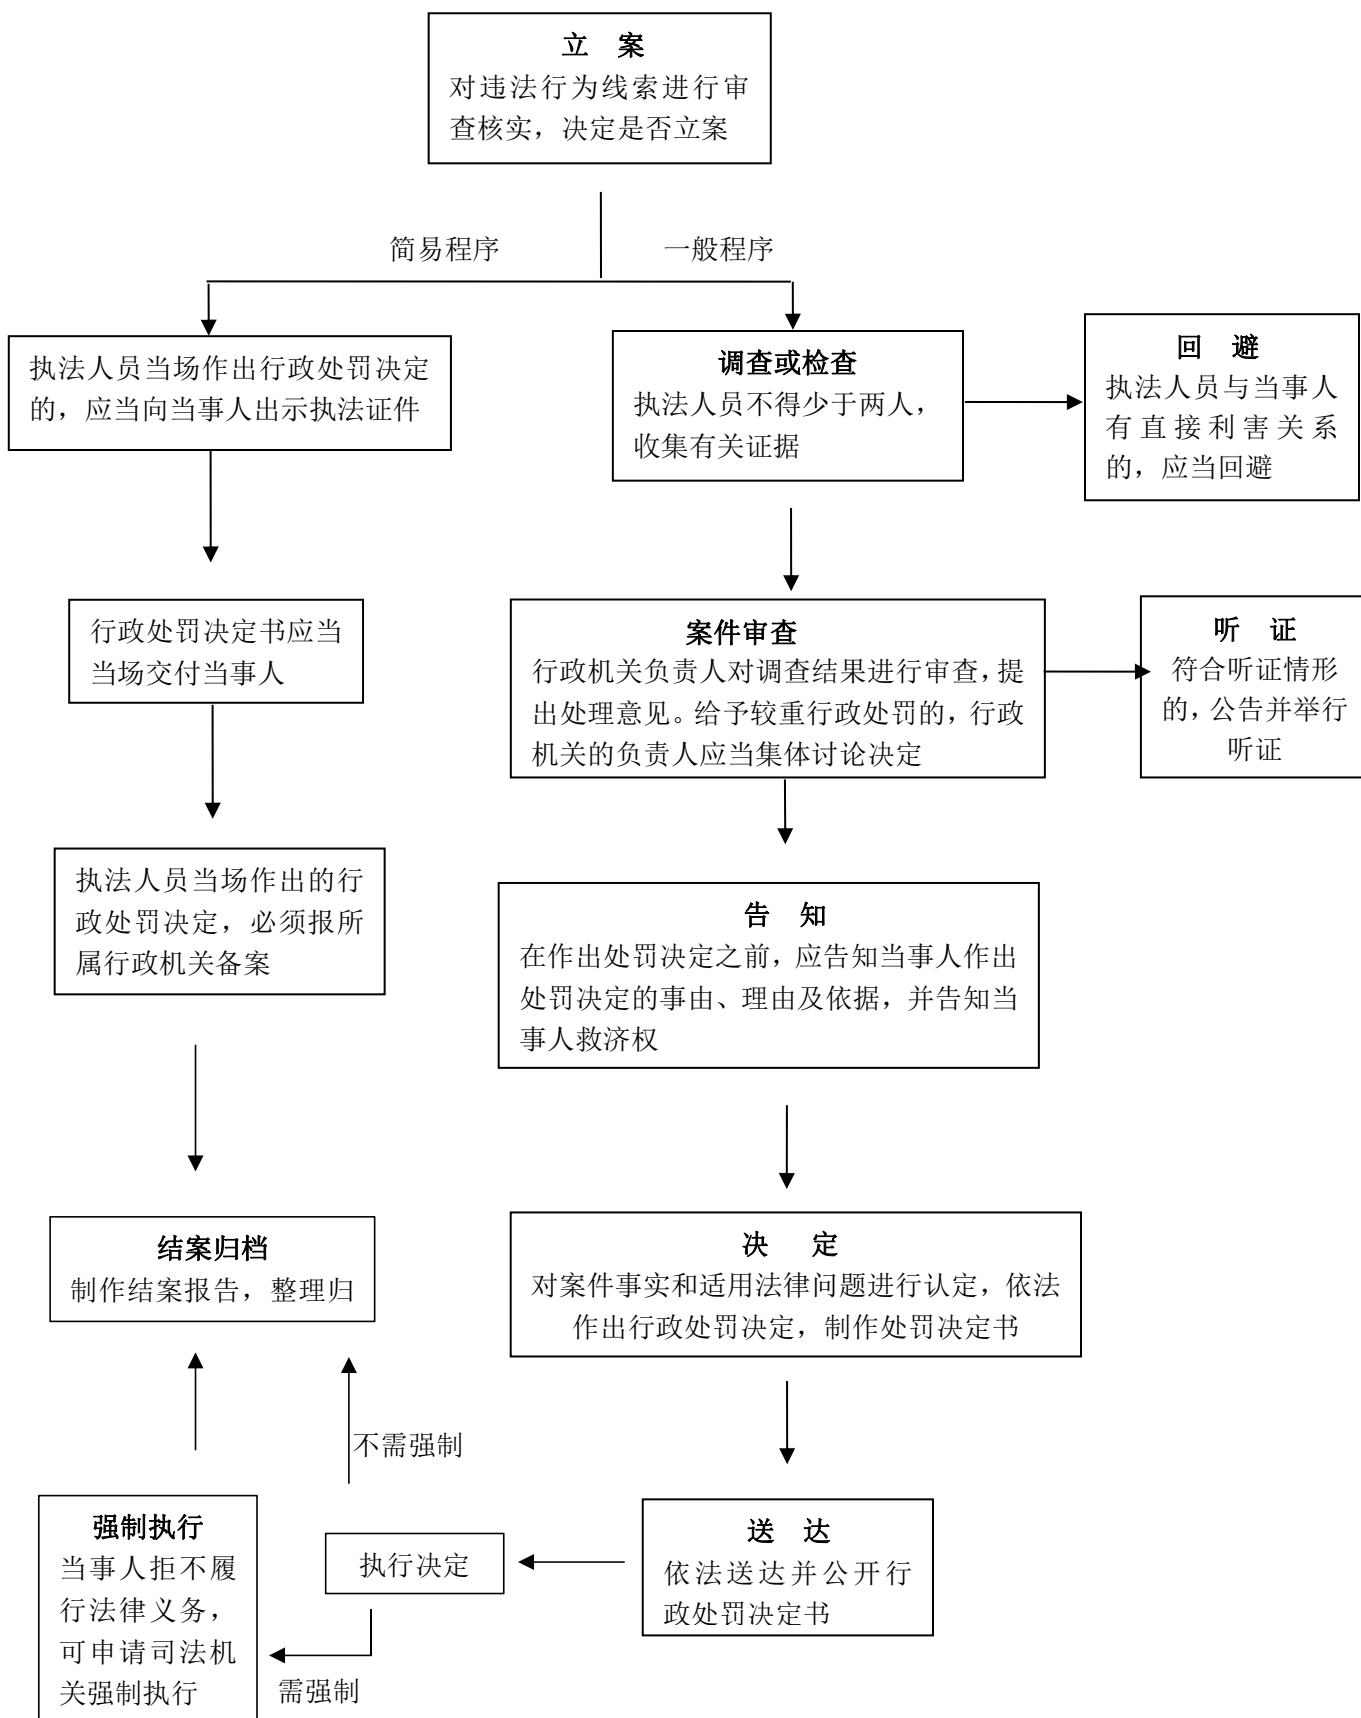 立 案
对违法行为线索进行审
查核实，决定是否立案
简易程序
一般程序
执法人员当场作出行政处罚决定
的，应当向当事人出示执法证件
调查或检查
执法人员不得少于两人，
收集有关证据
回 避
执法人员与当事人
有直接利害关系
的，应当回避
行政处罚决定书应当
当场交付当事人
案件审查
行政机关负责人对调查结果进行审查，提
出处理意见。给予较重行政处罚的，行政
机关的负责人应当集体讨论决定
听 证
符合听证情形
的，公告并举行
听证
执法人员当场作出的行
政处罚决定，必须报所
属行政机关备案
告 知
在作出处罚决定之前，应告知当事人作出
处罚决定的事由、理由及依据，并告知当
事人救济权
结案归档
制作结案报告，整理归
决 定
对案件事实和适用法律问题进行认定，依法
作出行政处罚决定，制作处罚决定书
不需强制
强制执行
当事人拒不履
行法律义务，
可申请司法机
关强制执行
执行决定
需强制
送 达
依法送达并公开行
政处罚决定书